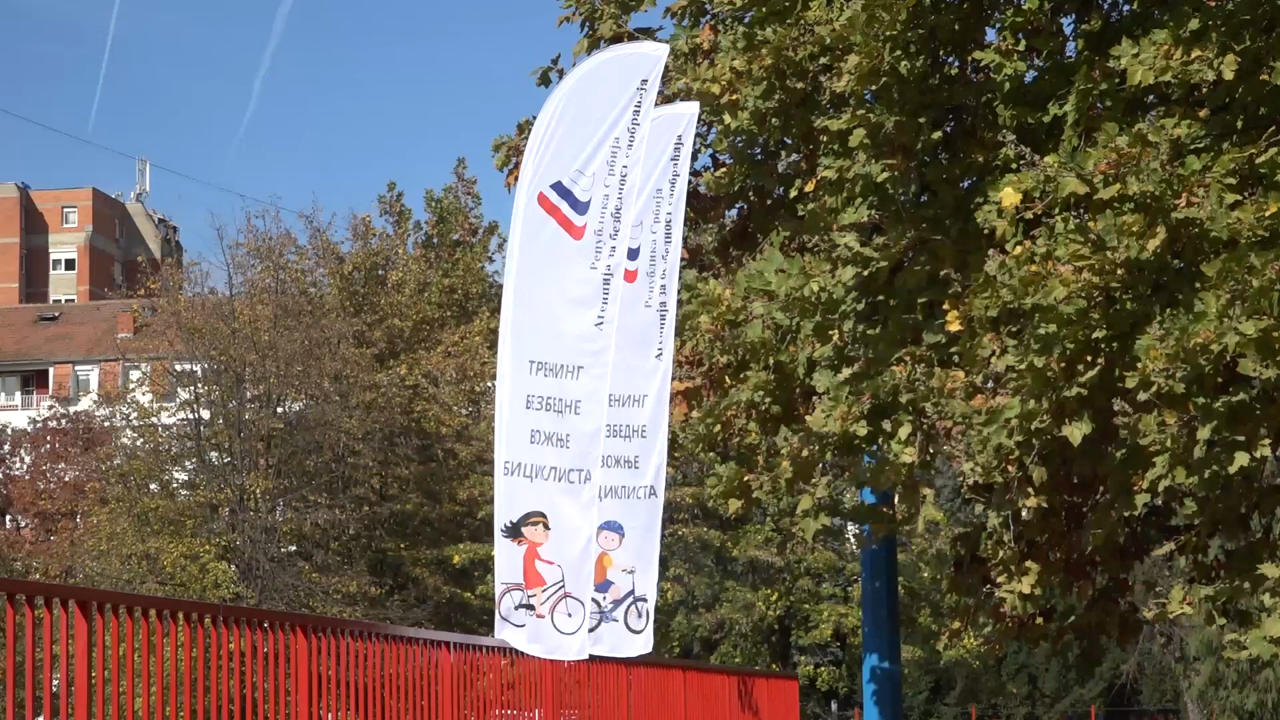 Република Србија
Агенција за безбедност саобраћаја
ТРЕНИНГ
БЕЗБЕДНЕ
ВОЖЊЕ
БИЦИКЛИСТА
Република Србија
Агенција за безбедност саобраћаја
ЕНИНГ
ЗБЕДНЕ
ВОЖЊЕ
ЦИКЛИСТА